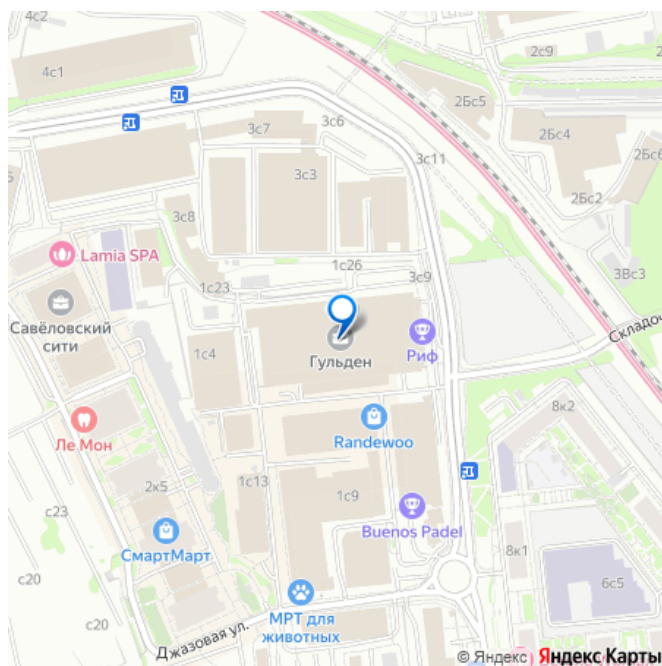 4с2
4с1
2с9
2Бс5
3с6
3с7
2Бс4
3с11
2Бс6
3с3
2Бс2
3с8
Lamia SPA
1с26
3с9
3Вс3
1с23
Савёловский
сити
Складоч
Гульден
Риф
1с4
8к2
Ле Мон
Randewoo
2к5
1с13
1с9
с23
Buenos Padel
СмартМарт
8к1
с20
6с5
МРТ для
животных
с20
Джазовая ул.
© Яндекс Яндекс Карты